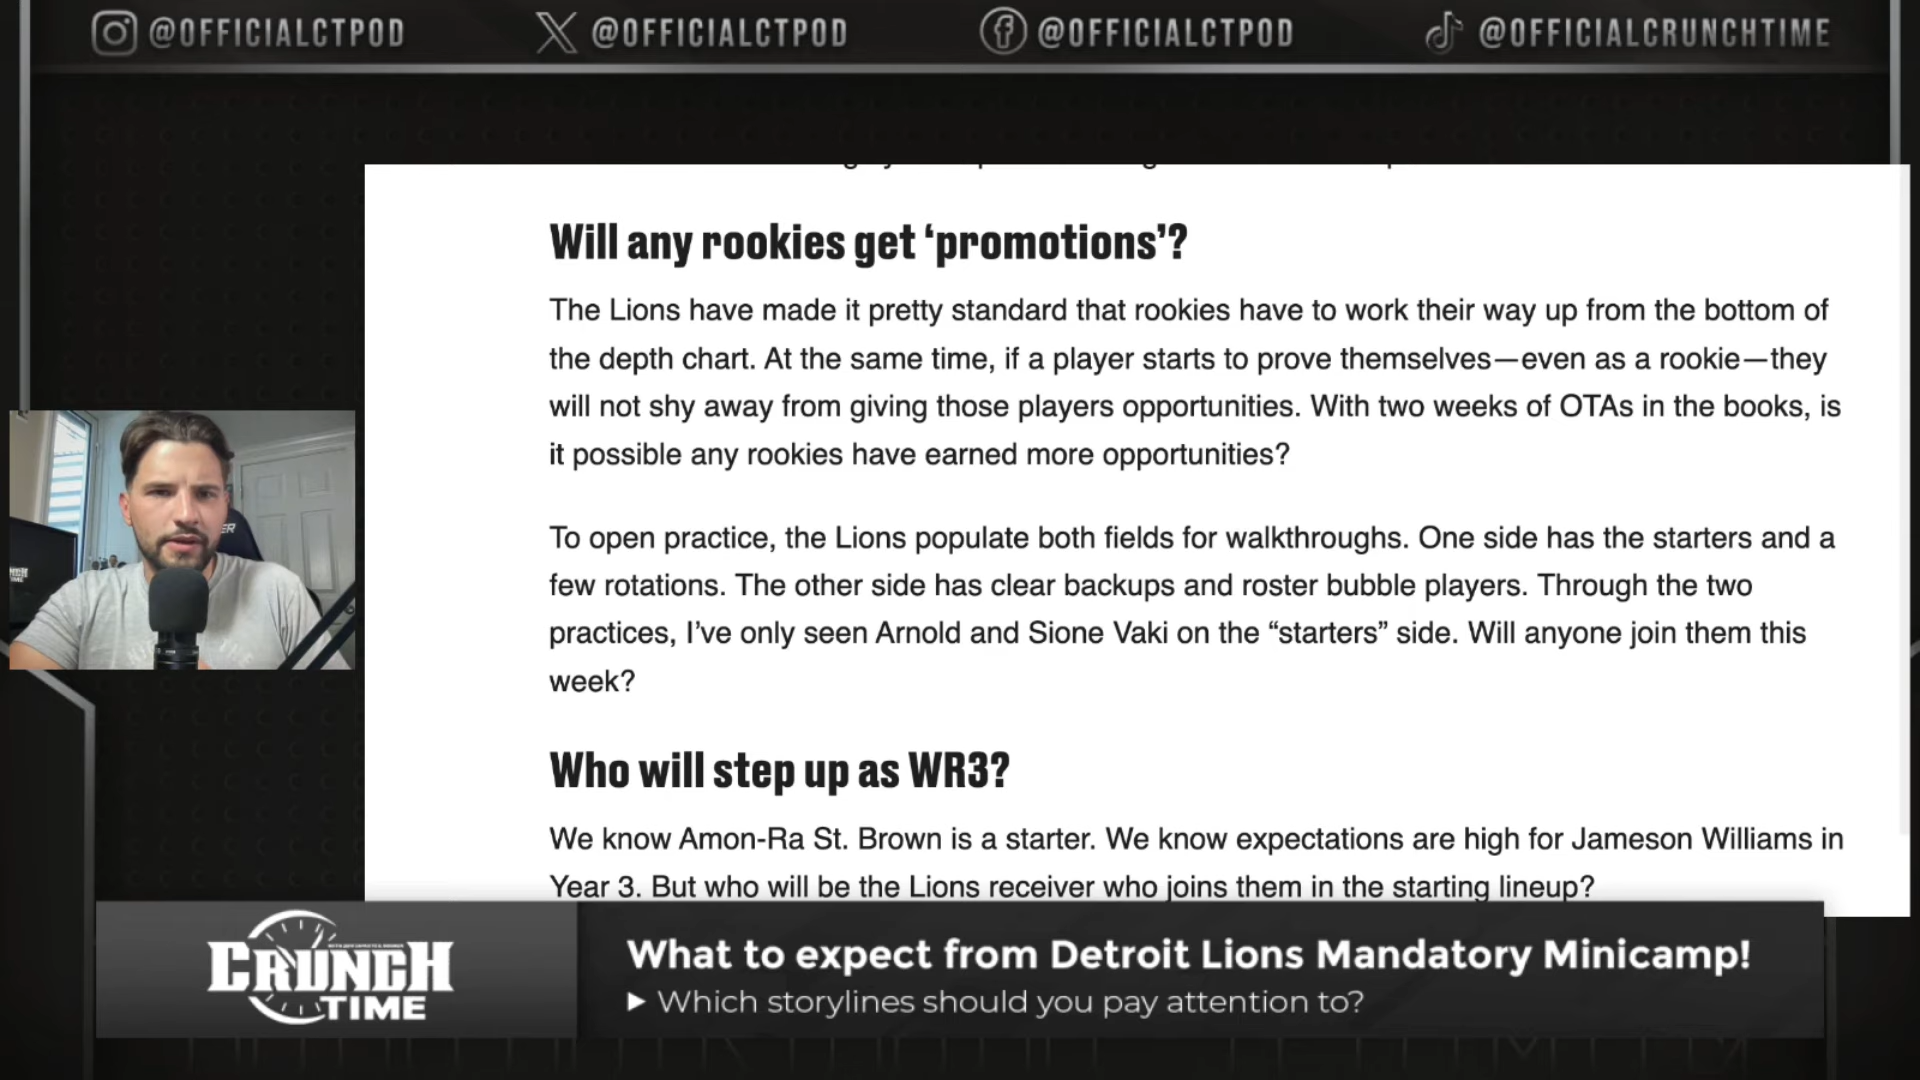 @OFFICIALCTPOD @OFFICIALCTPOD @OFFICIALCTPOD @OFFICIALCRUNCHTIME
Will any rookies get ‘promotions’?
The Lions have made it pretty standard that rookies have to work their way up from the bottom of
the depth chart. At the same time, if a player starts to prove themselves—even as a rookie—they
will not shy away from giving those players opportunities. With two weeks of OTAs in the books, is
it possible any rookies have earned more opportunities?
To open practice, the Lions populate both fields for walkthroughs. One side has the starters and a
few rotations. The other side has clear backups and roster bubble players. Through the two
practices, I’ve only seen Arnold and Sione Vaki on the “starters” side. Will anyone join them this
week?
Who will step up as WR3?
We know Amon-Ra St. Brown is a starter. We know expectations are high for Jameson Williams in
Year 3. But who will be the Lions receiver who joins them in the starting lineup?
CRUNCH
TIME
What to expect from Detroit Lions Mandatory Minicamp!
Which storylines should you pay attention to?